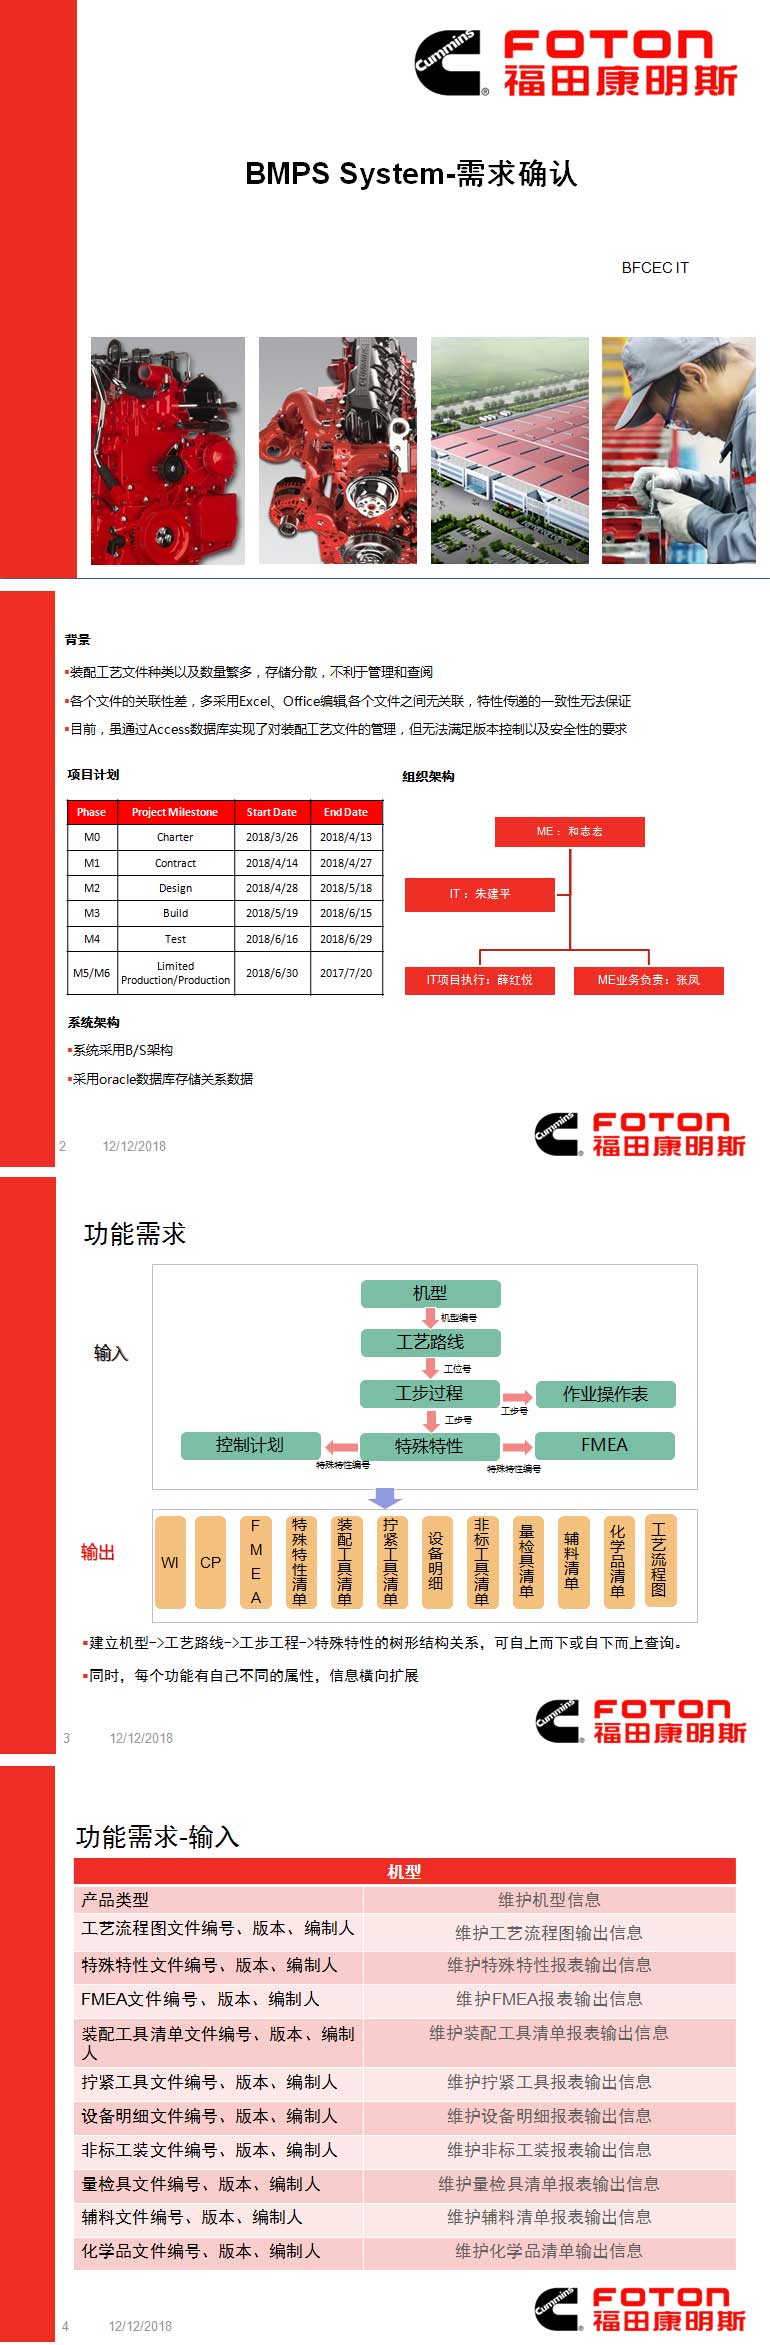 Cummins
®
FOTON
福田康明斯
BMPS System-需求确认
BFCEC IT
背景
▪装配工艺文件种类以及数量繁多，存储分散，不利于管理和查阅
▪各个文件的关联性差，多采用Excel、Office编辑,各个文件之间无关联，特性传递的一致性无法保证
▪目前，虽通过Access数据库实现了对装配工艺文件的管理，但无法满足版本控制以及安全性的要求
项目计划
Phase Project Milestone Start Date End Date
M0 Charter 2018/3/26 2018/4/13
M1 Contract 2018/4/14 2018/4/27
M2 Design 2018/4/28 2018/5/18
M3 Build 2018/5/19 2018/6/15
M4 Test 2018/6/16 2018/6/29
M5/M6 Limited Production/Production 2018/6/30 2017/7/20
组织架构
ME：和志宏
IT：朱建平
IT项目执行：薛红悦
ME业务负责：张凤
系统架构
▪系统采用B/S架构
▪采用oracle数据库存储关系数据
2 12/12/2018
Cummins
FOTON
福田康明斯
功能需求
输入
机型
机型编号
工艺路线
工位号
工步过程
工步号
作业操作表
工步号
控制计划
特殊特性编号
特殊特性
特殊特性编号
FMEA
输出
WI
CP
FMEA
特殊特性清单
装配工具清单
拧紧工具清单
设备明细
非标工具清单
量检具清单
辅料清单
化学品清单
工艺流程图
▪建立机型->工艺路线->工步工程->特殊特性的树形结构关系，可自上而下或自下而上查询。
▪同时，每个功能有自己不同的属性，信息横向扩展
3 12/12/2018
Cummins
FOTON
福田康明斯
功能需求-输入
机型
产品类型 维护机型信息
工艺流程图文件编号、版本、编制人 维护工艺流程图输出信息
特殊特性文件编号、版本、编制人 维护特殊特性报表输出信息
FMEA文件编号、版本、编制人 维护FMEA报表输出信息
装配工具清单文件编号、版本、编制人 维护装配工具清单报表输出信息
拧紧工具文件编号、版本、编制人 维护拧紧工具报表输出信息
设备明细文件编号、版本、编制人 维护设备明细报表输出信息
非标工装文件编号、版本、编制人 维护非标工装报表输出信息
量检具文件编号、版本、编制人 维护量检具清单报表输出信息
辅料文件编号、版本、编制人 维护辅料清单报表输出信息
化学品文件编号、版本、编制人 维护化学品清单输出信息
4 12/12/2018
Cummins
FOTON
福田康明斯